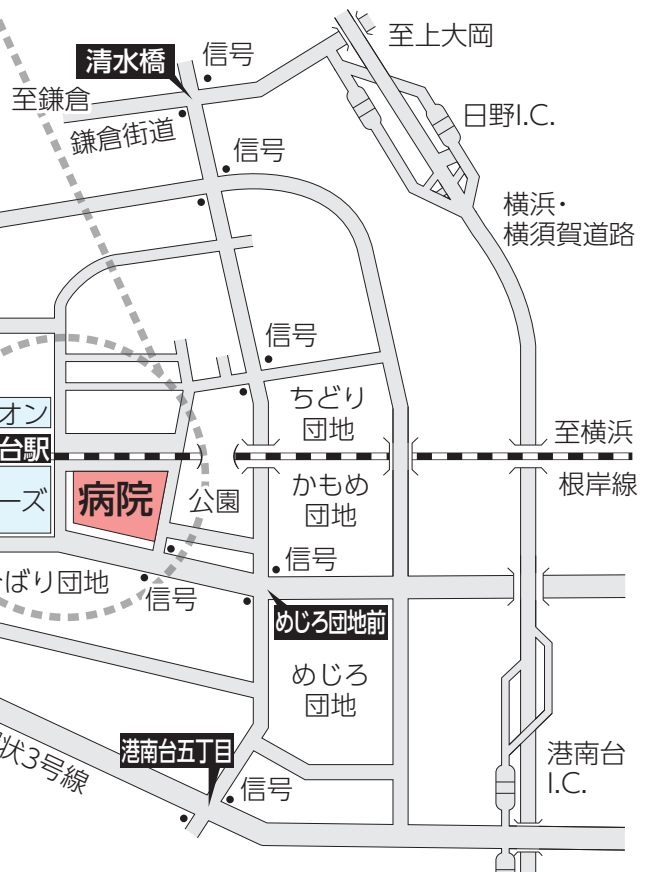 至上大岡
信号
清水橋
至鎌倉
鎌倉街道
日野I.C.
信号
横浜・
横須賀道路
信号
ちどり
団地
オン
台駅
至横浜
根岸線
ーズ
病院
公園
かもめ
団地
信号
ばり団地
信号
めじろ団地前
めじろ
団地
港南台五丁目
状3号線
信号
港南台
I.C.